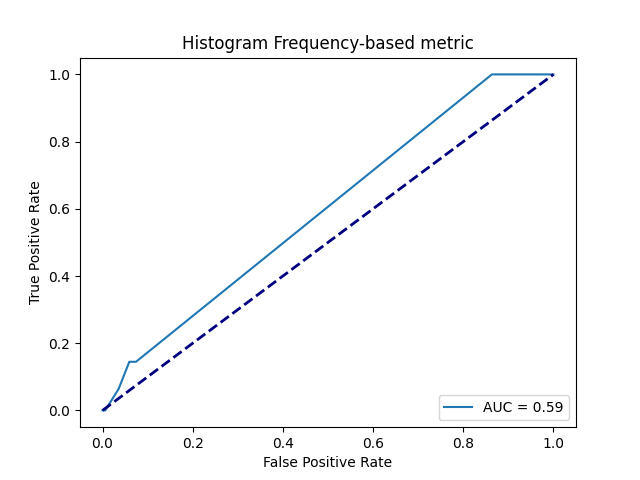 Histogram Frequency-based metric
True Positive Rate
1.0
0.8
0.6
0.4
0.2
0.0
AUC = 0.59
0.0 0.2 0.4 0.6 0.8 1.0
False Positive Rate